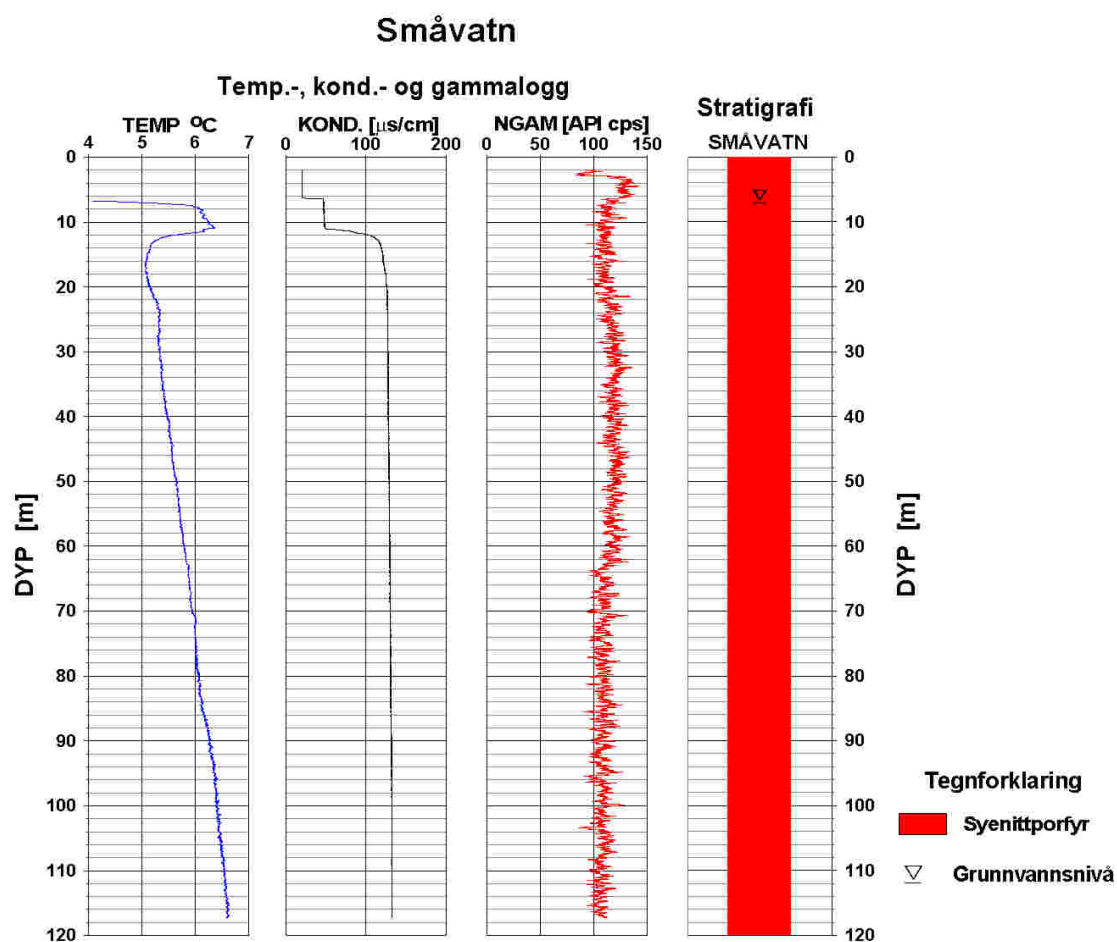 Småvatn
Temp.-, kond.- og gammalogg
Stratigrafi
TEMP ºC
KOND. [µs/cm]
NGAM [API cps]
SMÅVATN
4 5 6 7
0 100 200
0 50 100 150
0
10
20
30
40
50
60
70
80
90
100
110
120
DYP [m]
0
10
20
30
40
50
60
70
80
90
100
110
120
DYP [m]
Tegnforklaring
Syenittporfyr
Grunnvannsnivå